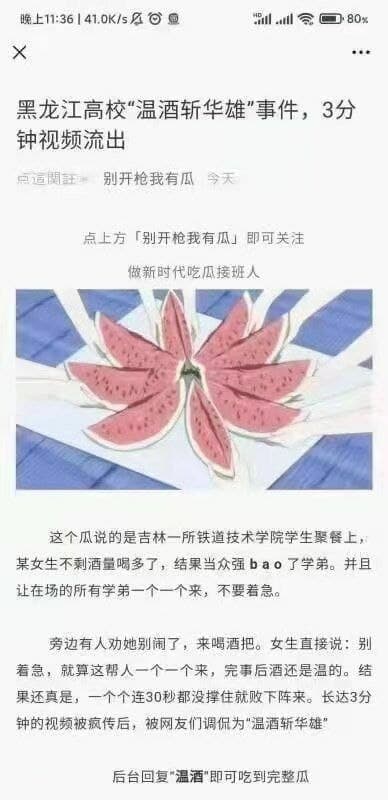 晚上11:36 | 41.0K/s
HD
80%
黑龙江高校“温酒斩华雄”事件，3分
钟视频流出
点逭関註
别开枪我有瓜 今天
点上方「别开枪我有瓜」即可关注
做新时代吃瓜接班人
这个瓜说的是吉林一所铁道技术学院学生聚餐上，
某女生不剩酒量喝多了，结果当众强 bao 了学弟。并且
让在场的所有学弟一个一个来，不要着急。
旁边有人劝她别闹了，来喝酒把。女生直接说：别
着急，就算这帮人一个一个来，完事后酒还是温的。结
果还真是，一个个连30秒都没撑住就败下阵来。长达3分
钟的视频被疯传后，被网友们调侃为“温酒斩华雄”
后台回复“温酒”即可吃到完整瓜